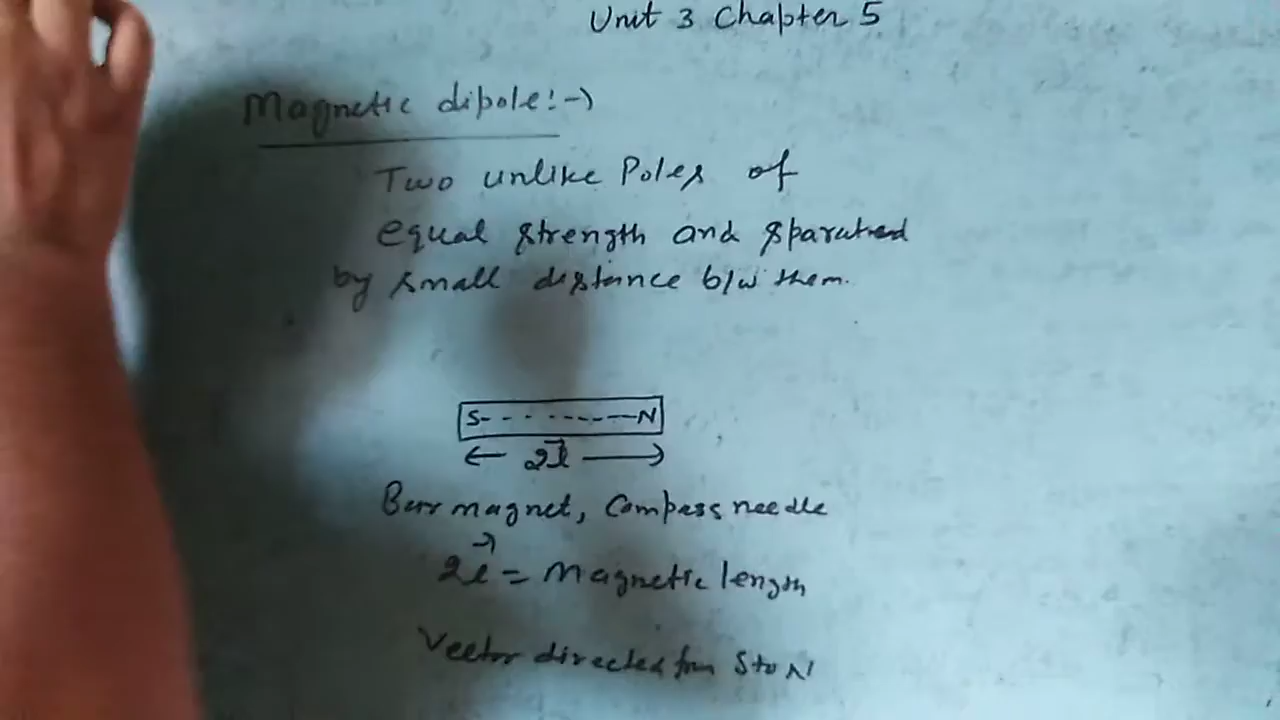 Unit 3 Chapter 5
Magnetic dipole:→
Two unlike Poles of
equal strength and sparated
by small distance b/w them.
S- - - - - - - - - N
← 2l⃗ →
Barr magnet, Compass needle
2l⃗ = Magnetic length
Vector directed from S to N